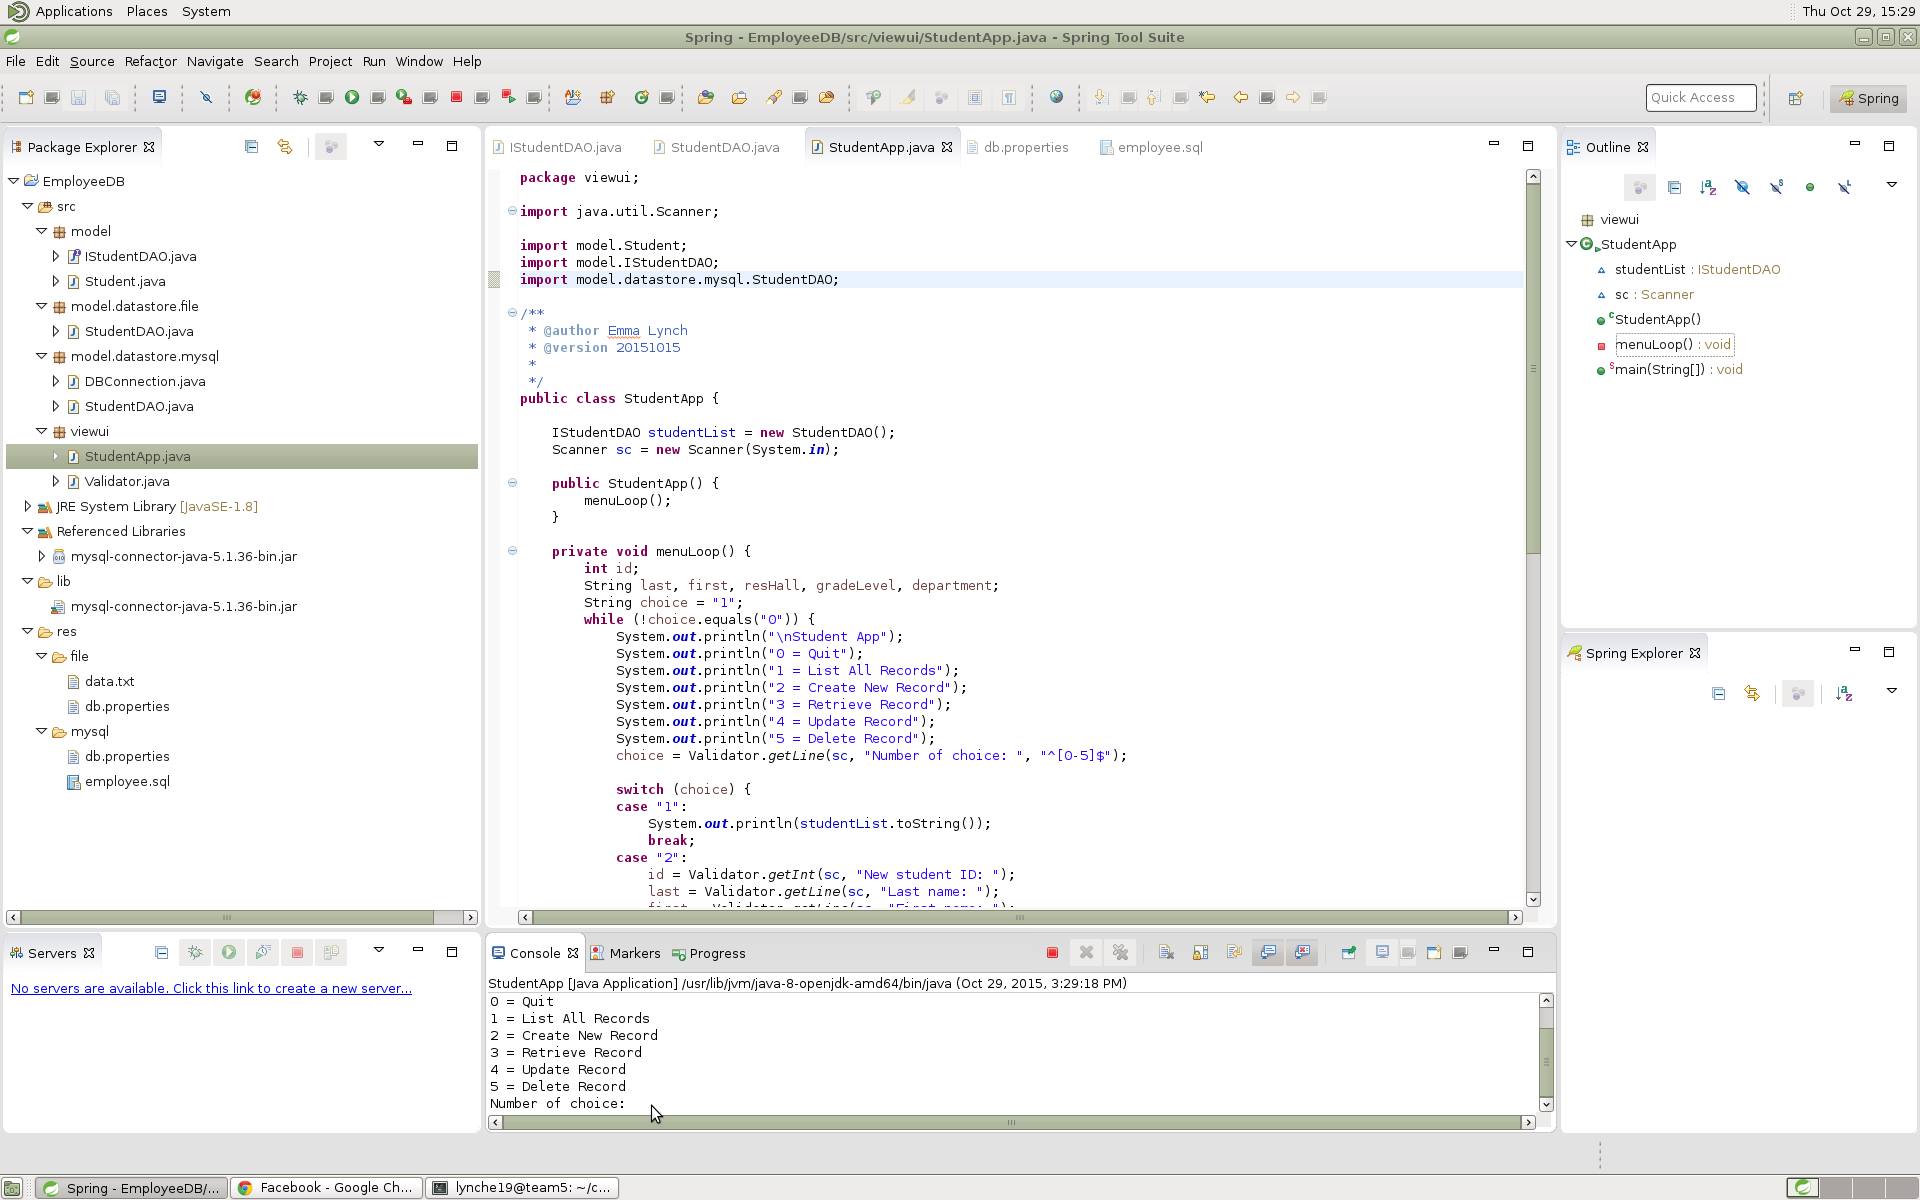 Applications Places System
Thu Oct 29, 15:29
Spring - EmployeeDB/src/viewui/StudentApp.java - Spring Tool Suite
File Edit Source Refactor Navigate Search Project Run Window Help
Quick Access
Spring
Package Explorer
EmployeeDB
src
model
IStudentDAO.java
Student.java
model.datastore.file
StudentDAO.java
model.datastore.mysql
DBConnection.java
StudentDAO.java
viewui
StudentApp.java
Validator.java
JRE System Library [JavaSE-1.8]
Referenced Libraries
mysql-connector-java-5.1.36-bin.jar
lib
mysql-connector-java-5.1.36-bin.jar
res
file
data.txt
db.properties
mysql
db.properties
employee.sql
IStudentDAO.java StudentDAO.java StudentApp.java db.properties employee.sql
package viewui;
import java.util.Scanner;
import model.Student;
import model.IStudentDAO;
import model.datastore.mysql.StudentDAO;
/**
* @author Emma Lynch
* @version 20151015
*
*/
public class StudentApp {
IStudentDAO studentList = new StudentDAO();
Scanner sc = new Scanner(System.in);
public StudentApp() {
menuLoop();
}
private void menuLoop() {
int id;
String last, first, resHall, gradeLevel, department;
String choice = "1";
while (!choice.equals("0")) {
System.out.println("\nStudent App");
System.out.println("0 = Quit");
System.out.println("1 = List All Records");
System.out.println("2 = Create New Record");
System.out.println("3 = Retrieve Record");
System.out.println("4 = Update Record");
System.out.println("5 = Delete Record");
choice = Validator.getLine(sc, "Number of choice: ", "^[0-5]$");
switch (choice) {
case "1":
System.out.println(studentList.toString());
break;
case "2":
id = Validator.getInt(sc, "New student ID: ");
last = Validator.getLine(sc, "Last name: ");
first = Validator.getLine(sc, "First name: ");
Outline
viewui
StudentApp
studentList : IStudentDAO
sc : Scanner
StudentApp()
menuLoop() : void
main(String[]) : void
Spring Explorer
Servers
No servers are available. Click this link to create a new server...
Console Markers Progress
StudentApp [Java Application] /usr/lib/jvm/java-8-openjdk-amd64/bin/java (Oct 29, 2015, 3:29:18 PM)
0 = Quit
1 = List All Records
2 = Create New Record
3 = Retrieve Record
4 = Update Record
5 = Delete Record
Number of choice:
Spring - EmployeeDB/... Facebook - Google Ch... lynche19@team5: ~/c...